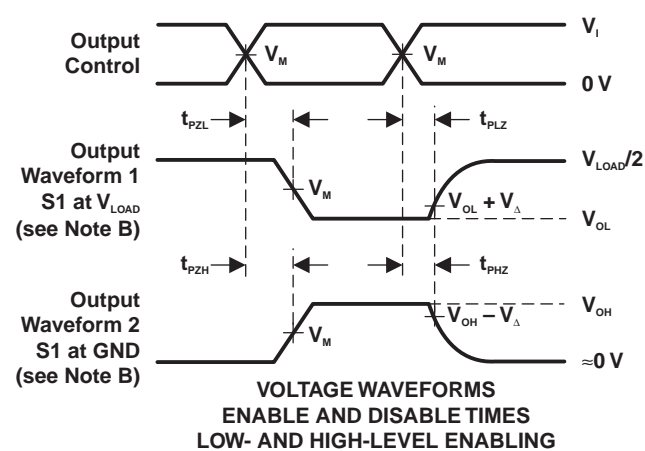 Output
Control
V_M
V_M
V_I
0 V
t_PZL
t_PLZ
Output
Waveform 1
S1 at V_LOAD
(see Note B)
V_M
V_OL + V_Δ
V_LOAD/2
V_OL
t_PZH
t_PHZ
Output
Waveform 2
S1 at GND
(see Note B)
V_M
V_OH – V_Δ
V_OH
≈0 V
VOLTAGE WAVEFORMS
ENABLE AND DISABLE TIMES
LOW- AND HIGH-LEVEL ENABLING